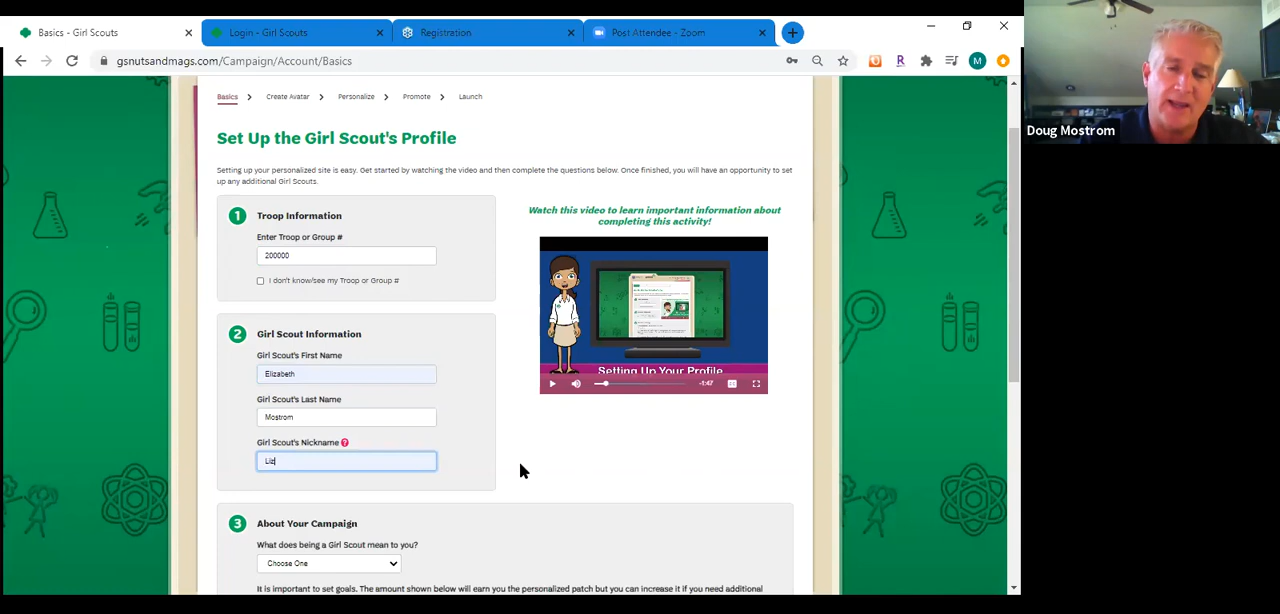 Basics - Girl Scouts
Login - Girl Scouts
Registration
Post Attendee - Zoom
gsnutsandmags.com/Campaign/Account/Basics
R
M
Doug Mostrom
Basics
Create Avatar
Personalize
Promote
Launch
Set Up the Girl Scout's Profile
Setting up your personalized site is easy. Get started by watching the video and then complete the questions below. Once finished, you will have an opportunity to set
up any additional Girl Scouts.
1
Troop Information
Enter Troop or Group #
200000
I don't know/see my Troop or Group #
Watch this video to learn important information about
completing this activity!
Setting Up Your Profile
-1:47
2
Girl Scout Information
Girl Scout's First Name
Elizabeth
Girl Scout's Last Name
Mostrom
Girl Scout's Nickname ?
Liz
3
About Your Campaign
What does being a Girl Scout mean to you?
Choose One
It is important to set goals. The amount shown below will earn you the personalized patch but you can increase it if you need additional